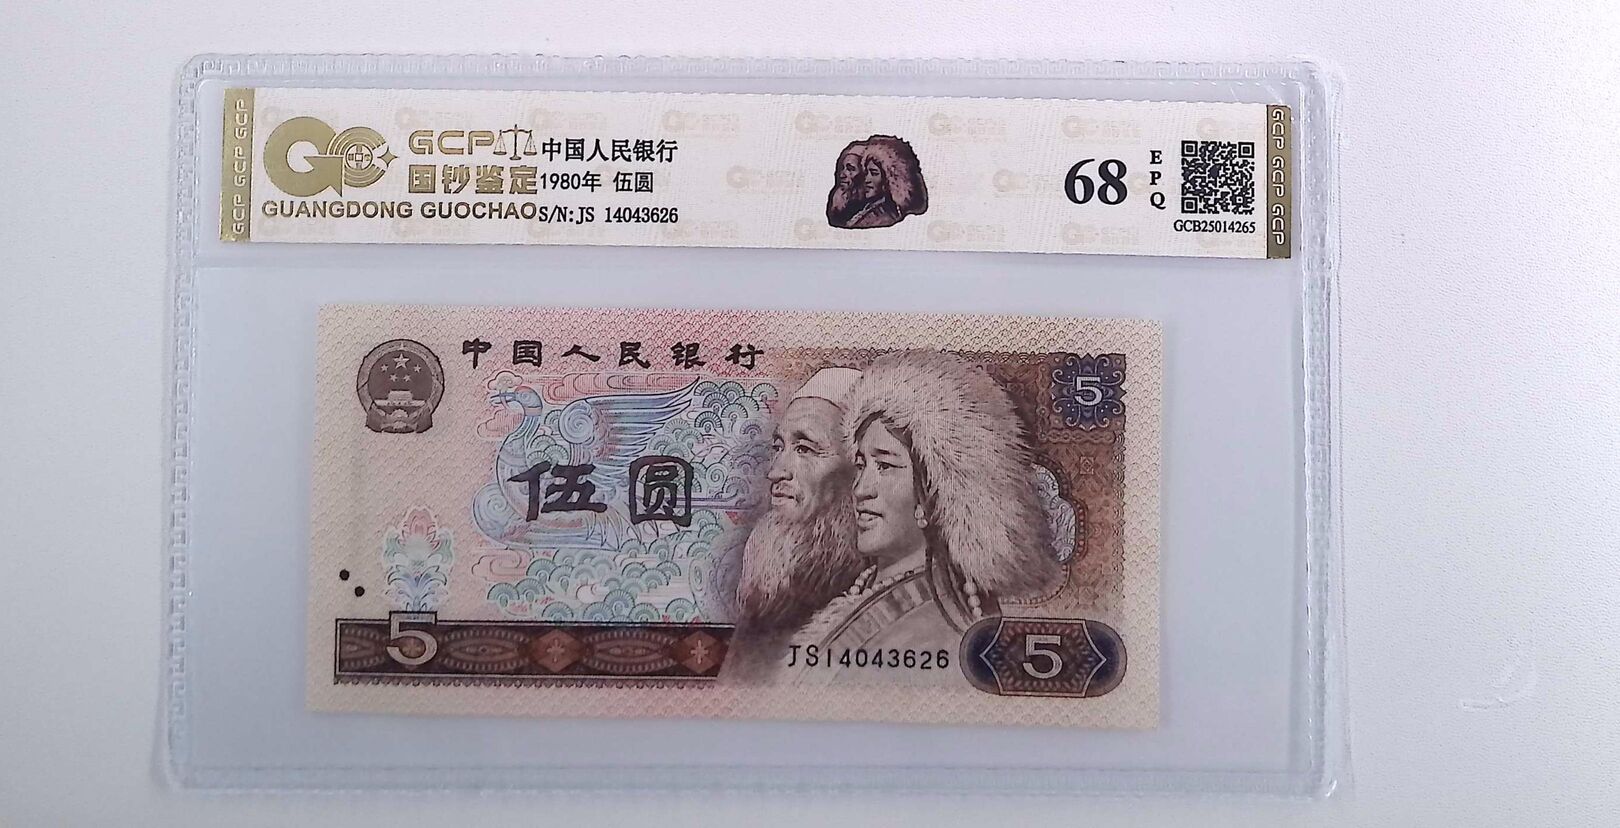 GCP GCP GCP
GCP
国钞鉴定
GUANGDONG GUOCHAO
中国人民银行
1980年 伍圆
S/N:JS 14043626
68
EPQ
GCB25014265
GCP GCP GCP
中国人民银行
5
伍圆
5
JS14043626
5